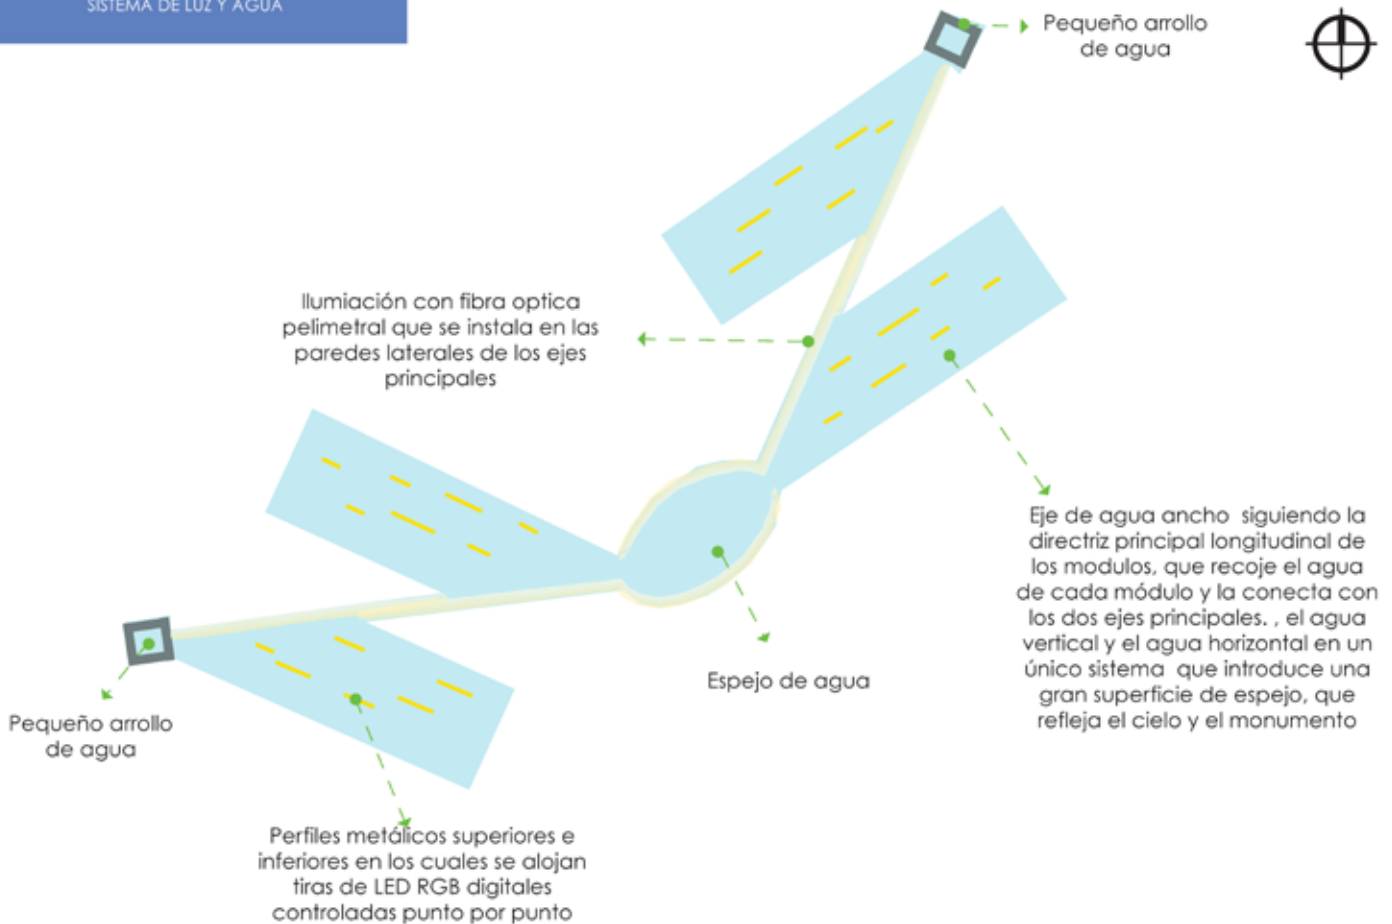 SISTEMA DE LUZ Y AGUA
Pequeño arrollo
de agua
Ilumiación con fibra optica
pelimetral que se instala en las
paredes laterales de los ejes
principales
Eje de agua ancho siguiendo la
directriz principal longitudinal de
los modulos, que recoje el agua
de cada módulo y la conecta con
los dos ejes principales. , el agua
vertical y el agua horizontal en un
único sistema que introduce una
gran superficie de espejo, que
refleja el cielo y el monumento
Espejo de agua
Pequeño arrollo
de agua
Perfiles metálicos superiores e
inferiores en los cuales se alojan
tiras de LED RGB digitales
controladas punto por punto